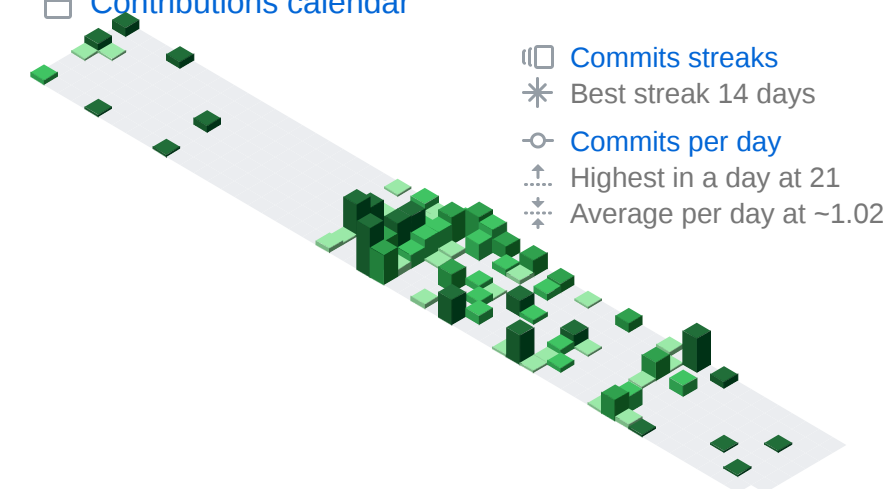 Contributions calendar
Commits streaks
Best streak 14 days
Commits per day
Highest in a day at 21
Average per day at ~1.02